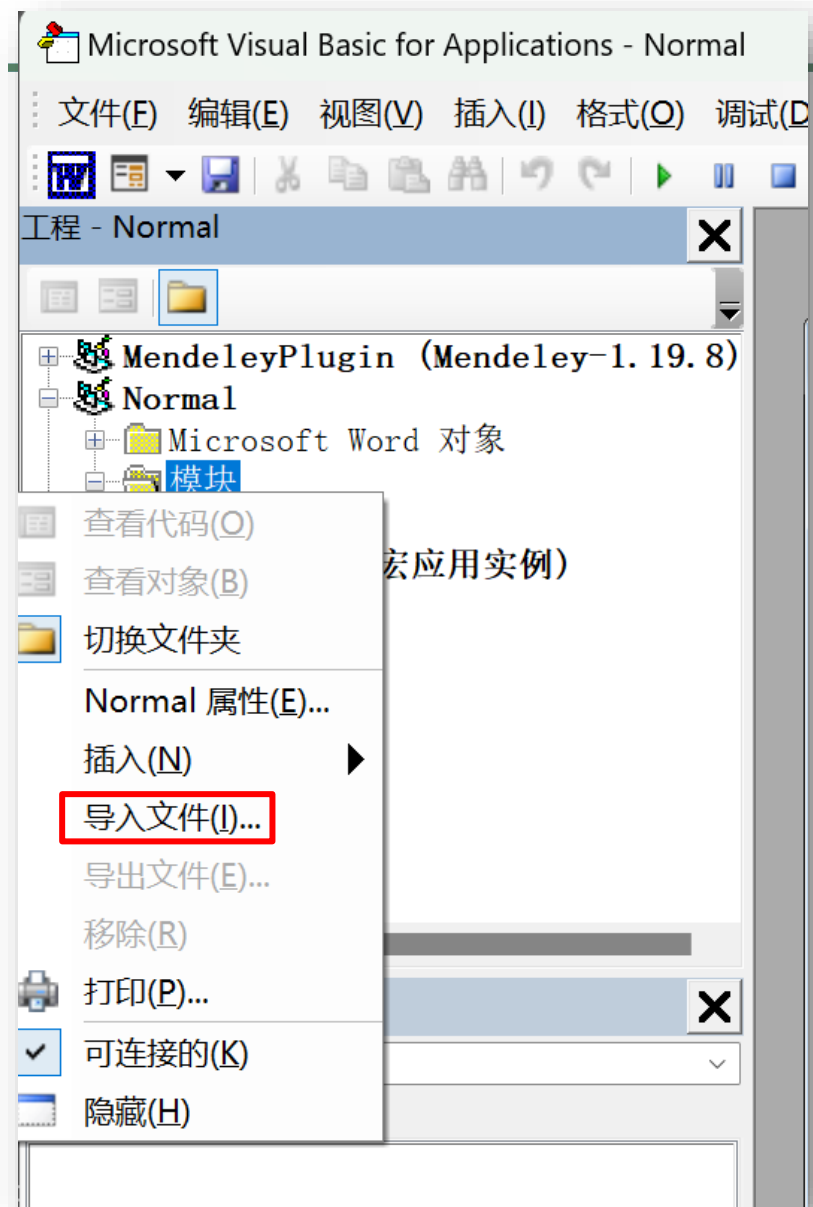 Microsoft Visual Basic for Applications - Normal
文件(F) 编辑(E) 视图(V) 插入(I) 格式(O) 调试(D
工程 - Normal
MendeleyPlugin (Mendeley-1.19.8)
Normal
Microsoft Word 对象
模块
查看代码(O)
宏应用实例)
查看对象(B)
切换文件夹
Normal 属性(E)...
插入(N)
导入文件(I)...
导出文件(E)...
移除(R)
打印(P)...
可连接的(K)
隐藏(H)